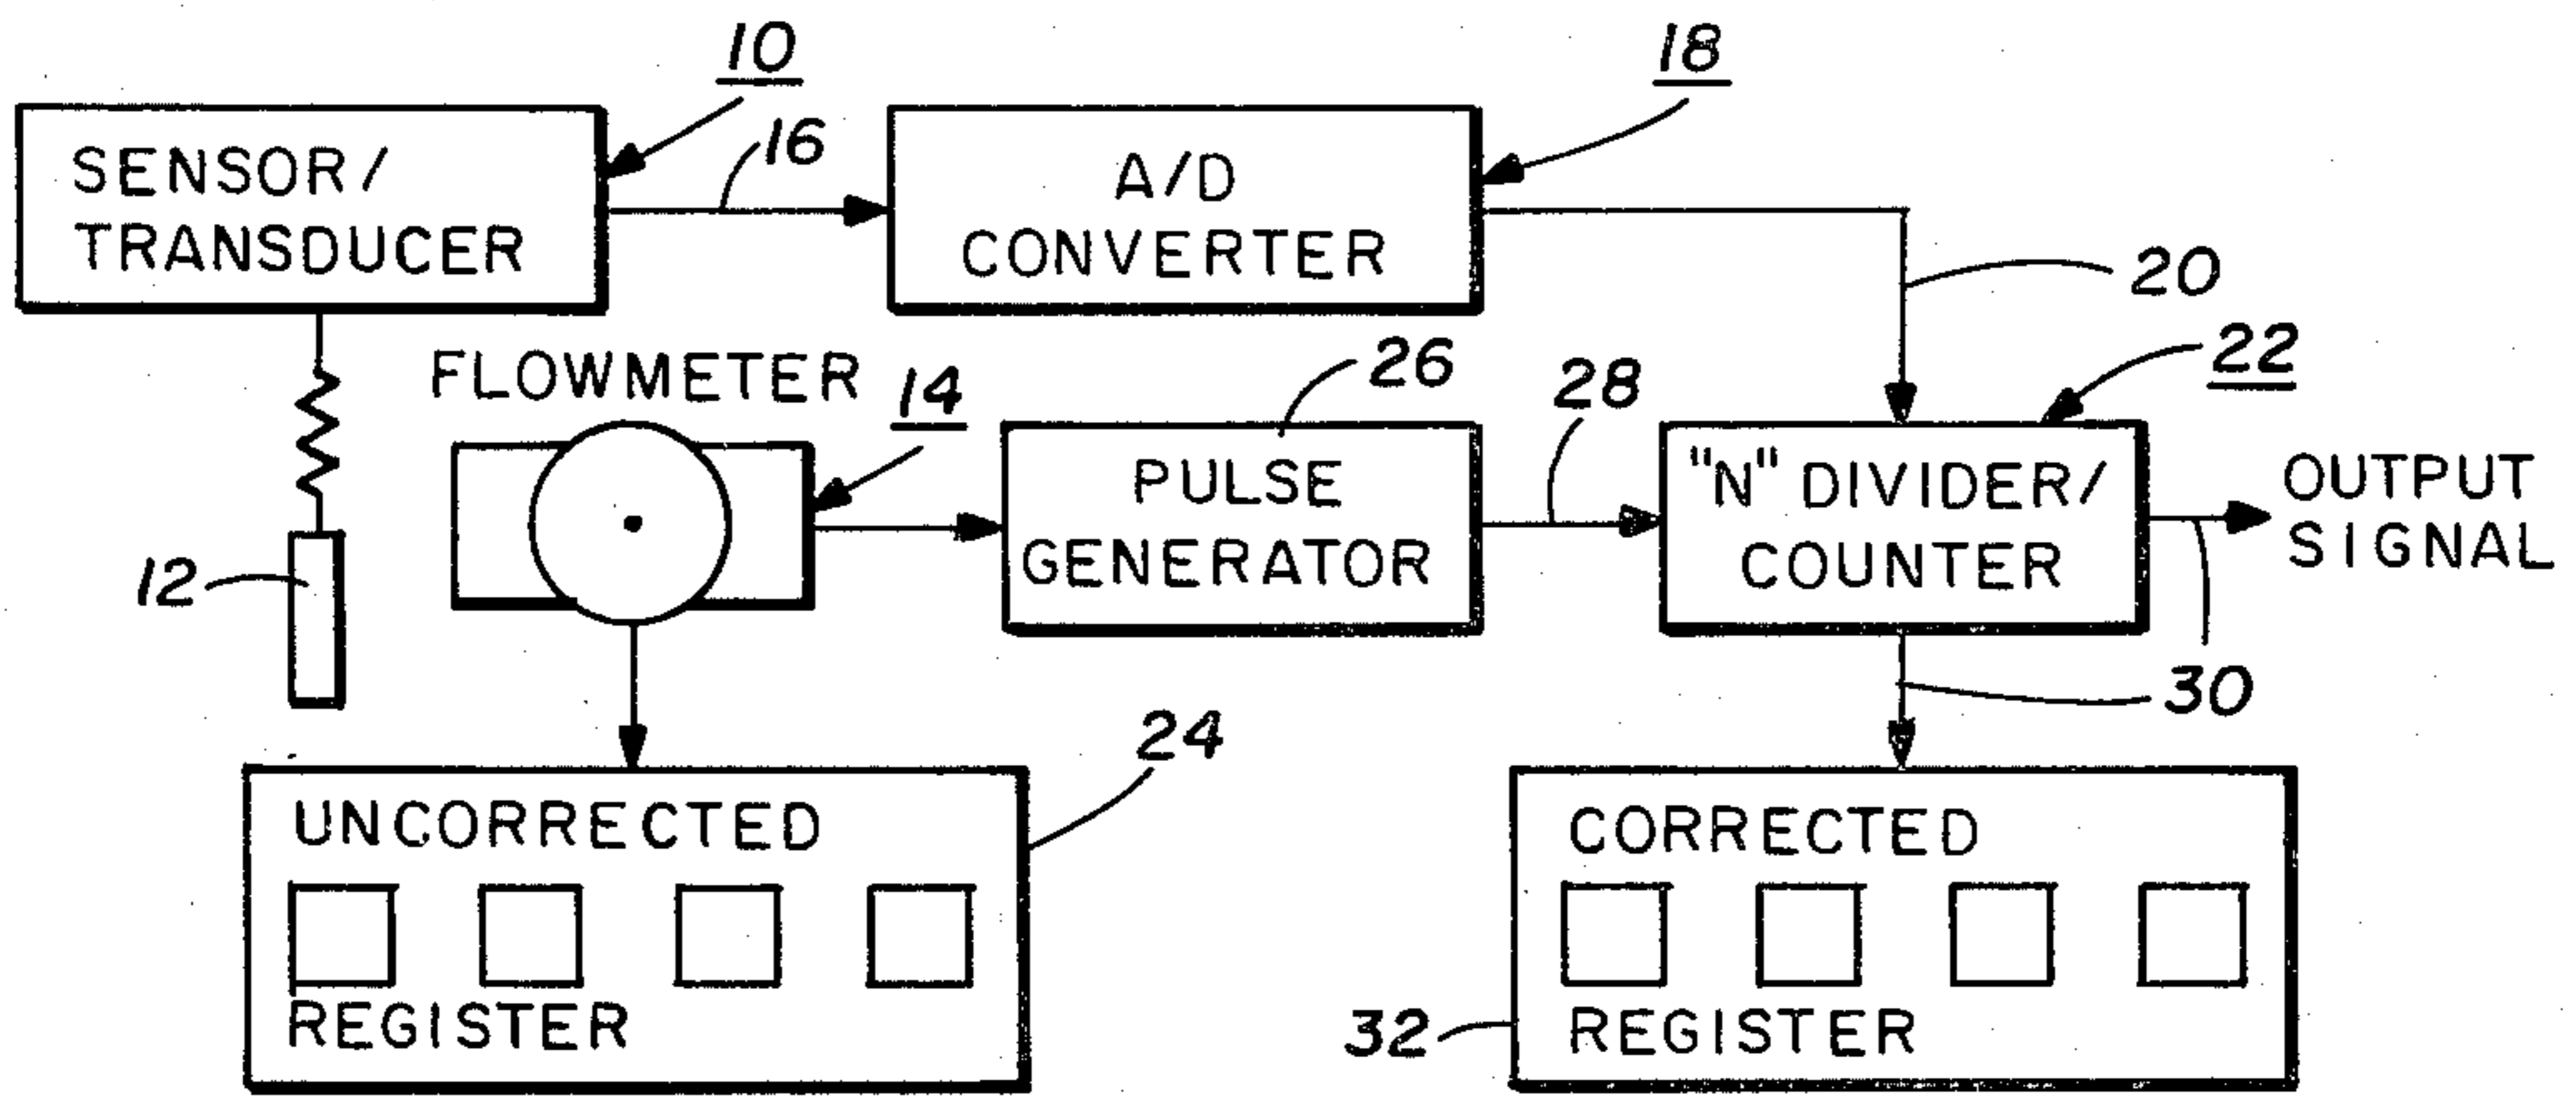 10
18
SENSOR/
TRANSDUCER
16
A/D
CONVERTER
20
FLOWMETER
14
26
28
22
12
PULSE
GENERATOR
"N" DIVIDER/
COUNTER
OUTPUT
SIGNAL
30
24
UNCORRECTED
REGISTER
CORRECTED
REGISTER
32